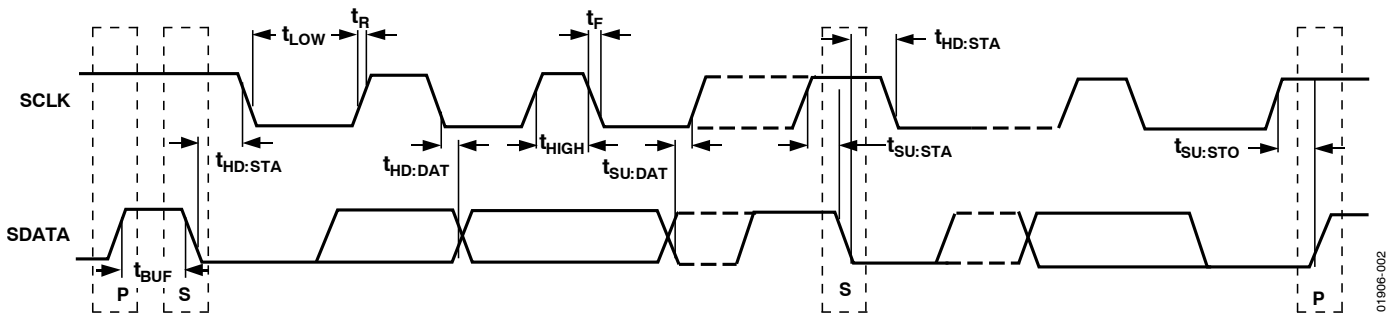 tLOW
tR
tF
tHD:STA
SCLK
tHD:STA
tHD:DAT
tHIGH
tSU:DAT
tSU:STA
tSU:STO
SDATA
tBUF
P
S
S
P
01906-002